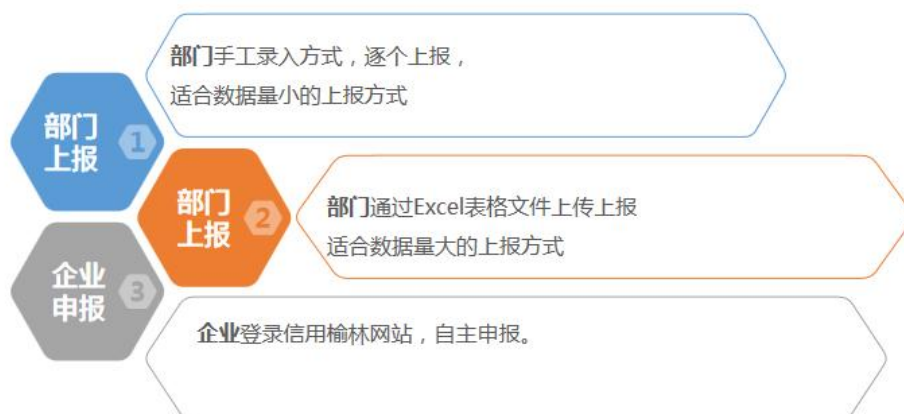 部门手工录入方式，逐个上报，
适合数据量小的上报方式
部门
上报
1
部门
上报
2
部门通过Excel表格文件上传上报
适合数据量大的上报方式
企业
申报
3
企业登录信用榆林网站，自主申报。